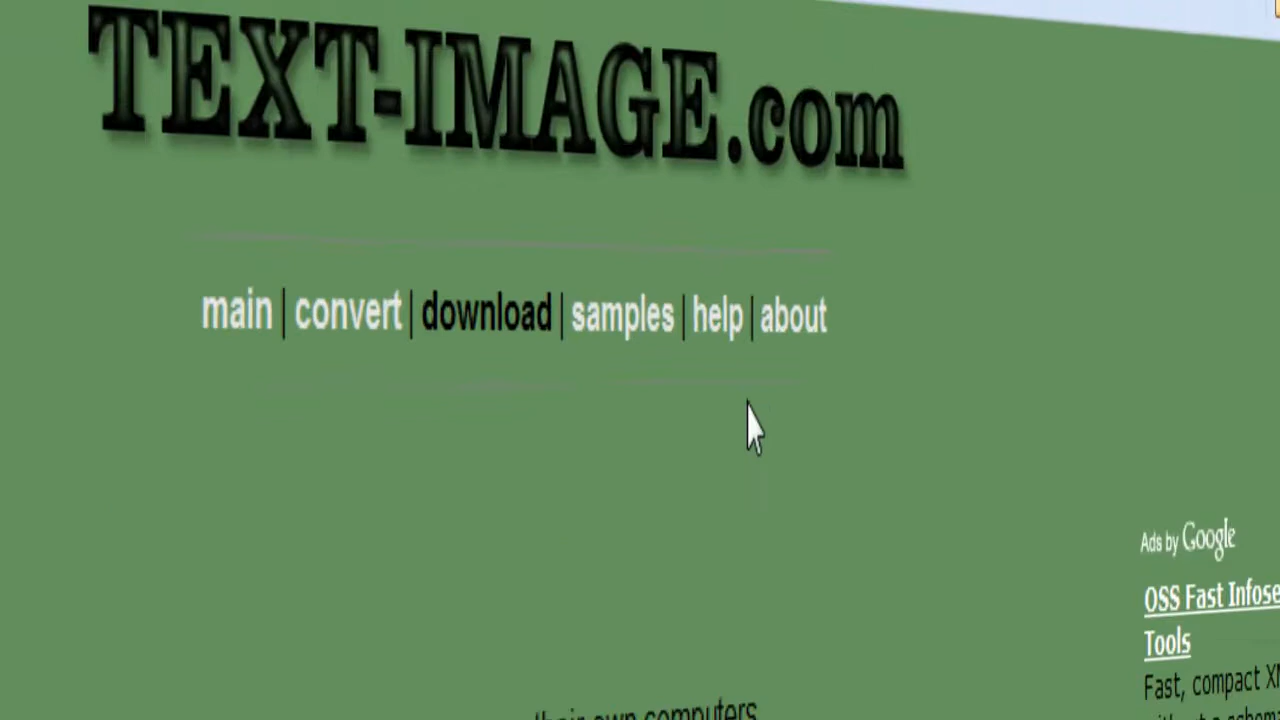 TEXT-IMAGE.com
main | convert | download | samples | help | about
Ads by Google
OSS Fast
Tools
Fast, compact
their own computers